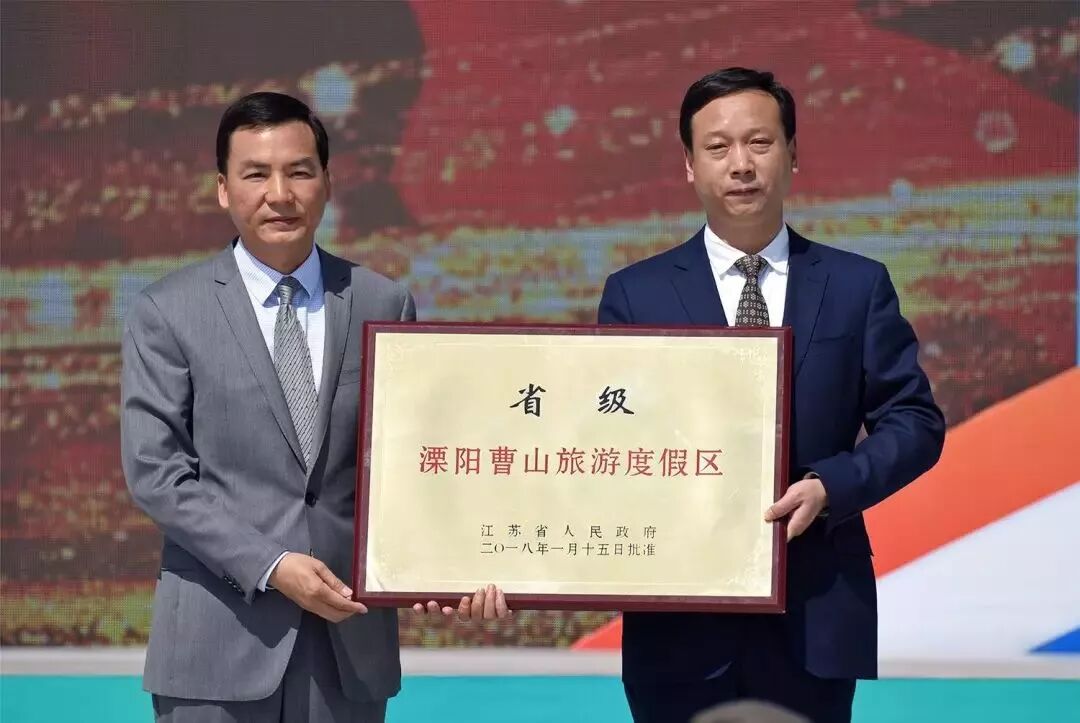 省级
溧阳曹山旅游度假区
江苏省人民政府
二〇一八年一月十五日批准